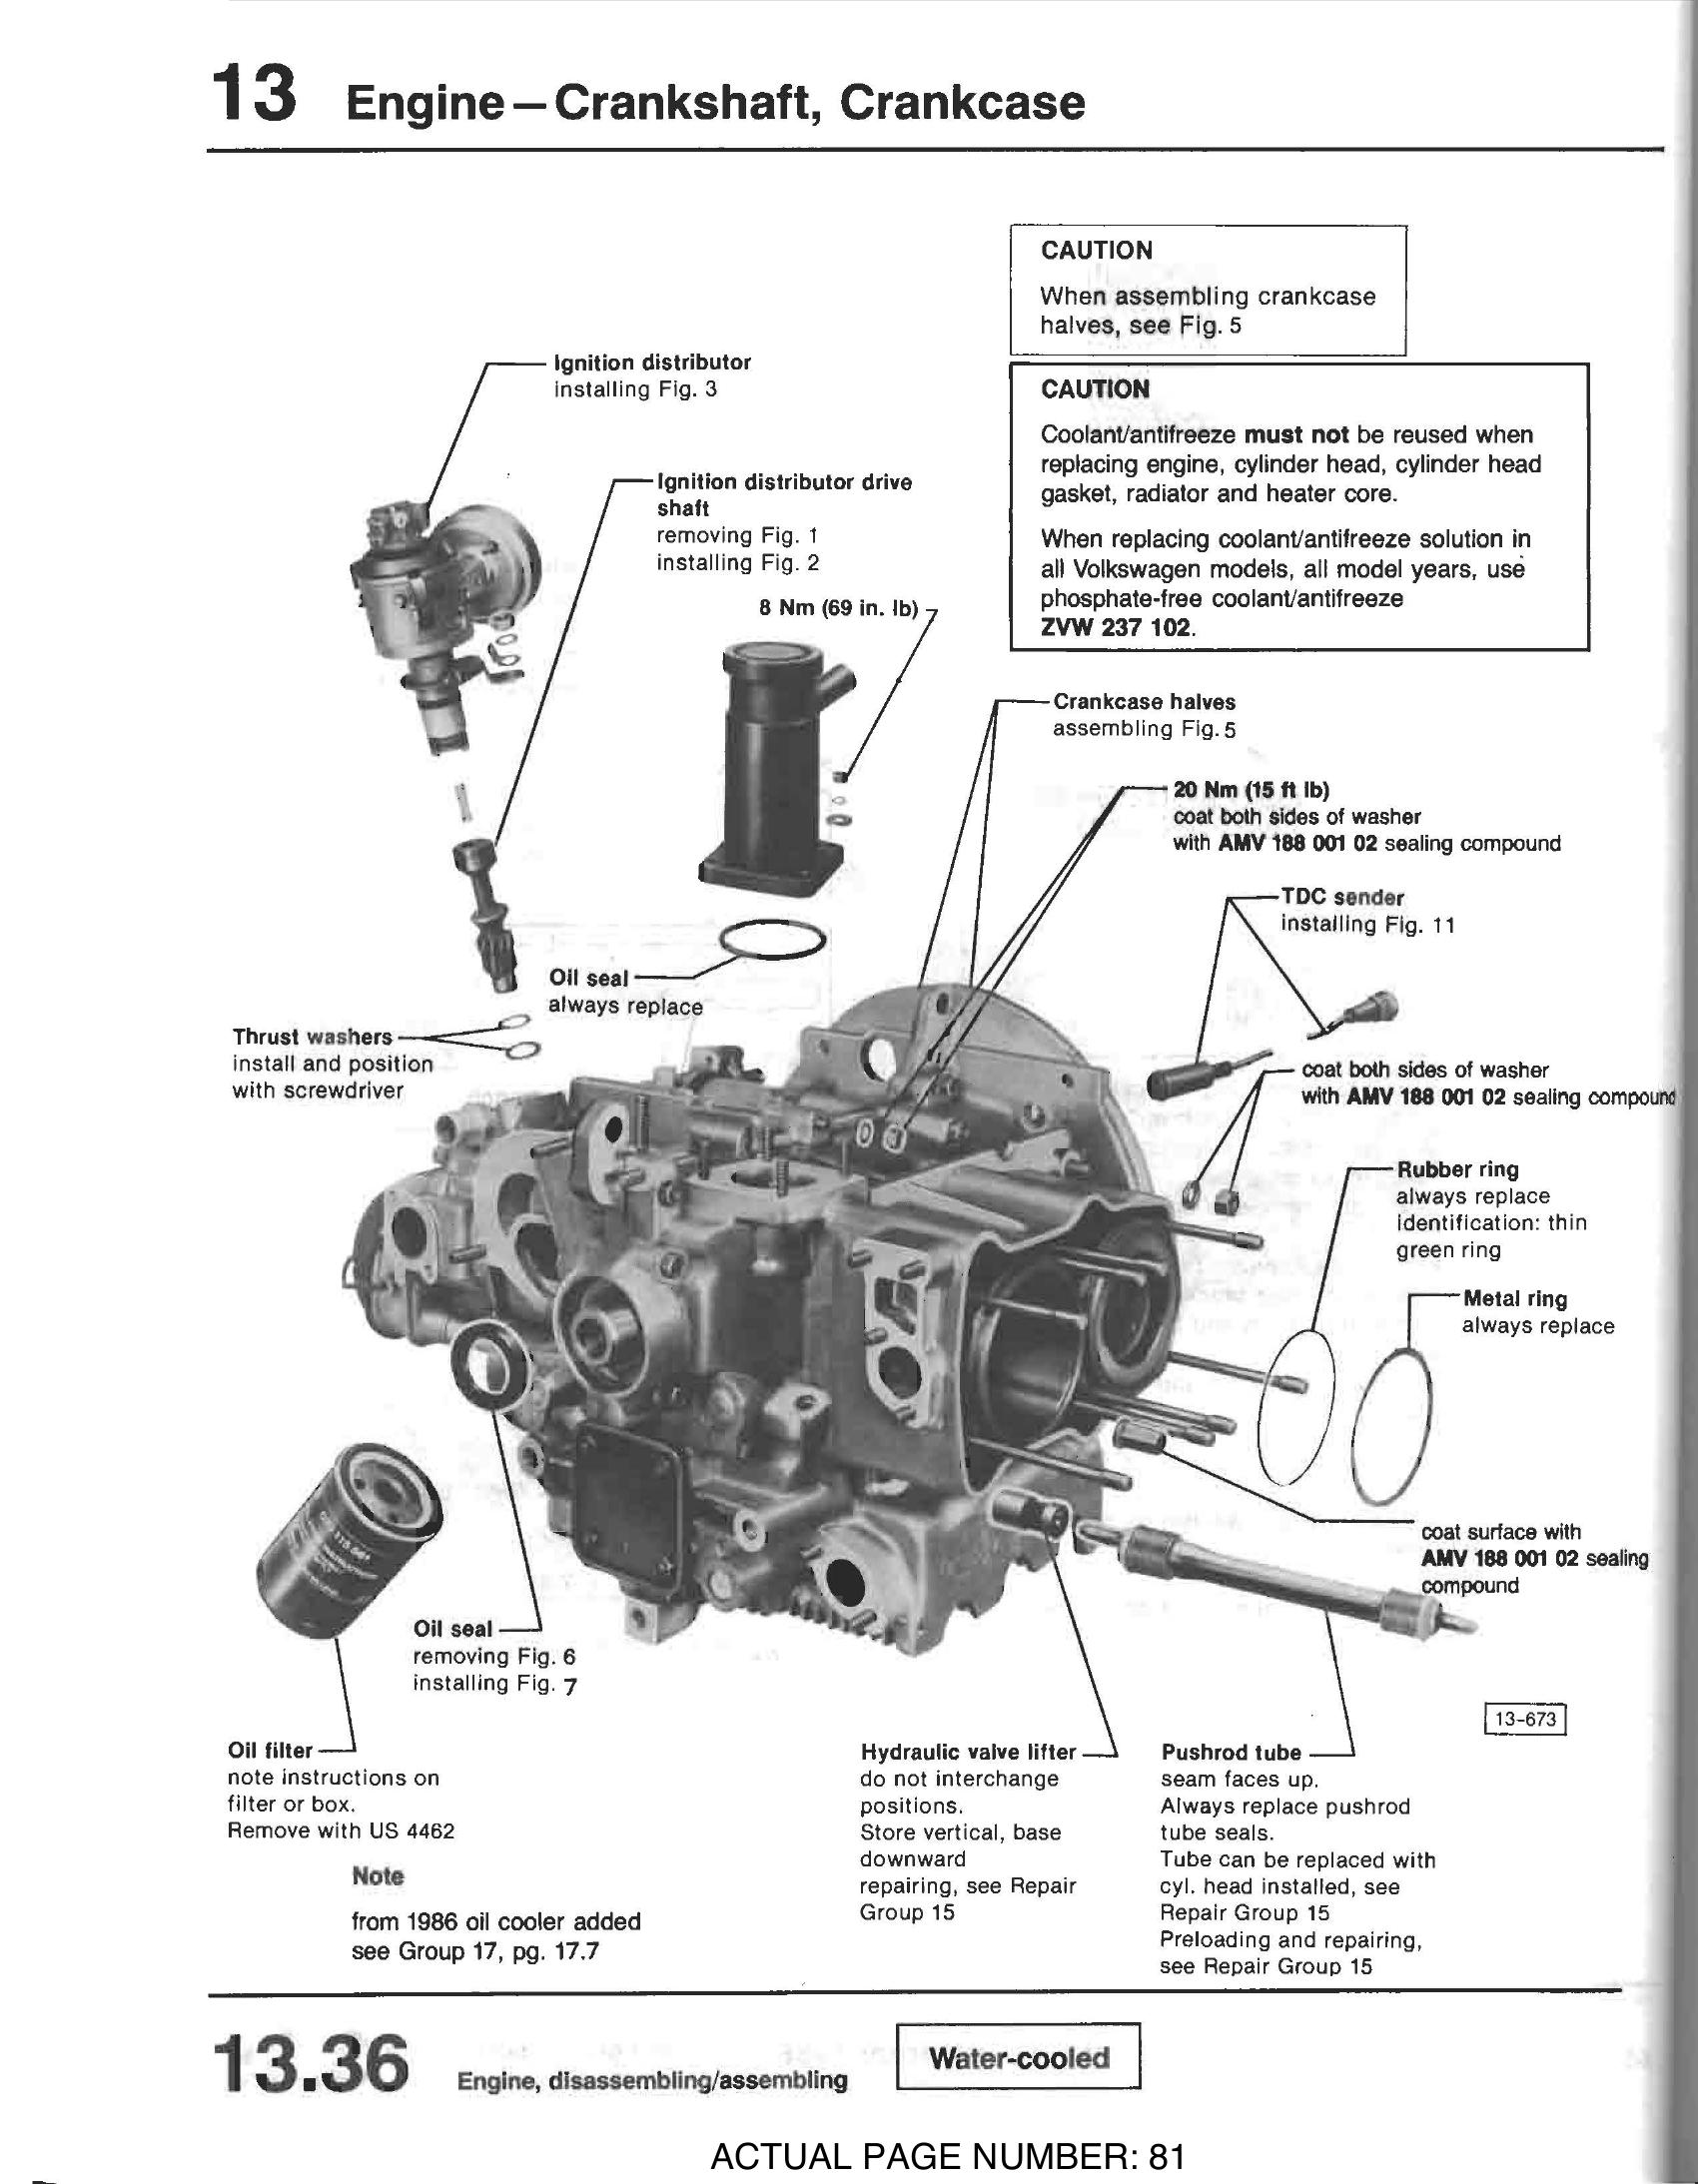 13 Engine—Crankshaft, Crankcase
CAUTION
When assembling crankcase
halves, see Fig. 5
CAUTION
Coolant/antifreeze must not be reused when
replacing engine, cylinder head, cylinder head
gasket, radiator and heater core.
When replacing coolant/antifreeze solution in
all Volkswagen models, all model years, use
phosphate-free coolant/antifreeze
ZVW 237 102.
Ignition distributor
installing Fig. 3
Ignition distributor drive
shaft
removing Fig. 1
installing Fig. 2
8 Nm (69 in. lb)
Crankcase halves
assembling Fig. 5
20 Nm (15 ft lb)
coat both sides of washer
with AMV 188 001 02 sealing compound
TDC sender
installing Fig. 11
Oil seal
always replace
Thrust washers
install and position
with screwdriver
coat both sides of washer
with AMV 188 001 02 sealing compound
Rubber ring
always replace
identification: thin
green ring
Metal ring
always replace
coat surface with
AMV 188 001 02 sealing
compound
Oil seal
removing Fig. 6
installing Fig. 7
13-673
Oil filter
note instructions on
filter or box.
Remove with US 4462
Note
from 1986 oil cooler added
see Group 17, pg. 17.7
Hydraulic valve lifter
do not interchange
positions.
Store vertical, base
downward
repairing, see Repair
Group 15
Pushrod tube
seam faces up.
Always replace pushrod
tube seals.
Tube can be replaced with
cyl. head installed, see
Repair Group 15
Preloading and repairing,
see Repair Group 15
13.36 Engine, disassembling/assembling Water-cooled
ACTUAL PAGE NUMBER: 81